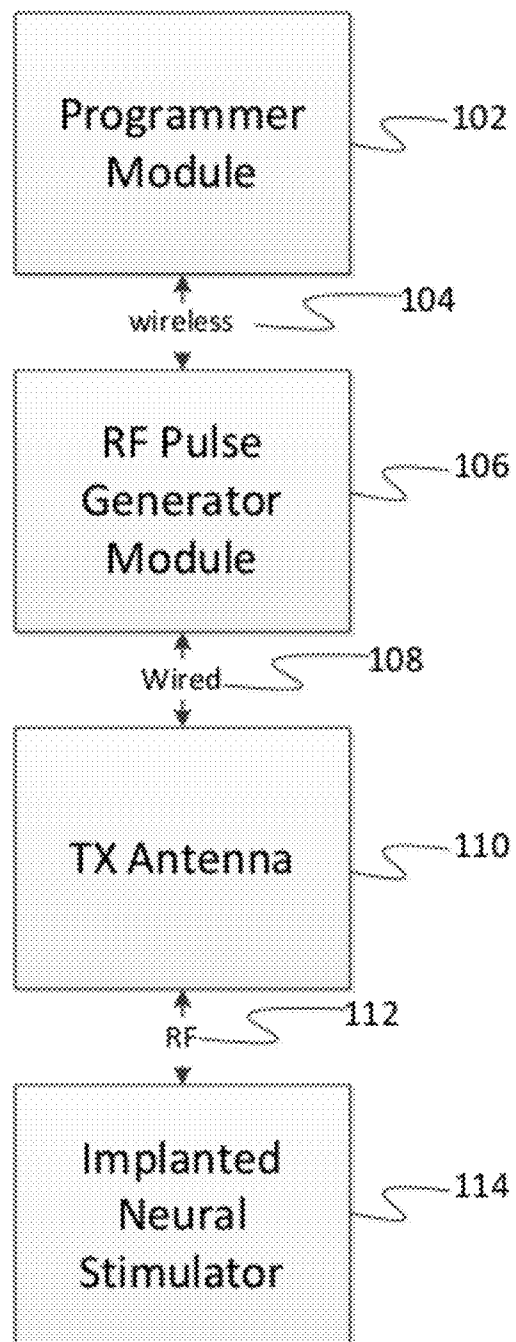 Programmer
Module
102
wireless
104
RF Pulse
Generator
Module
106
Wired
108
TX Antenna
110
RF
112
Implanted
Neural
Stimulator
114